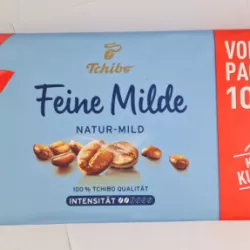 Tchibo
Feine Milde
NATUR-MILD
100% TCHIBO QUALITÄT
INTENSITÄT